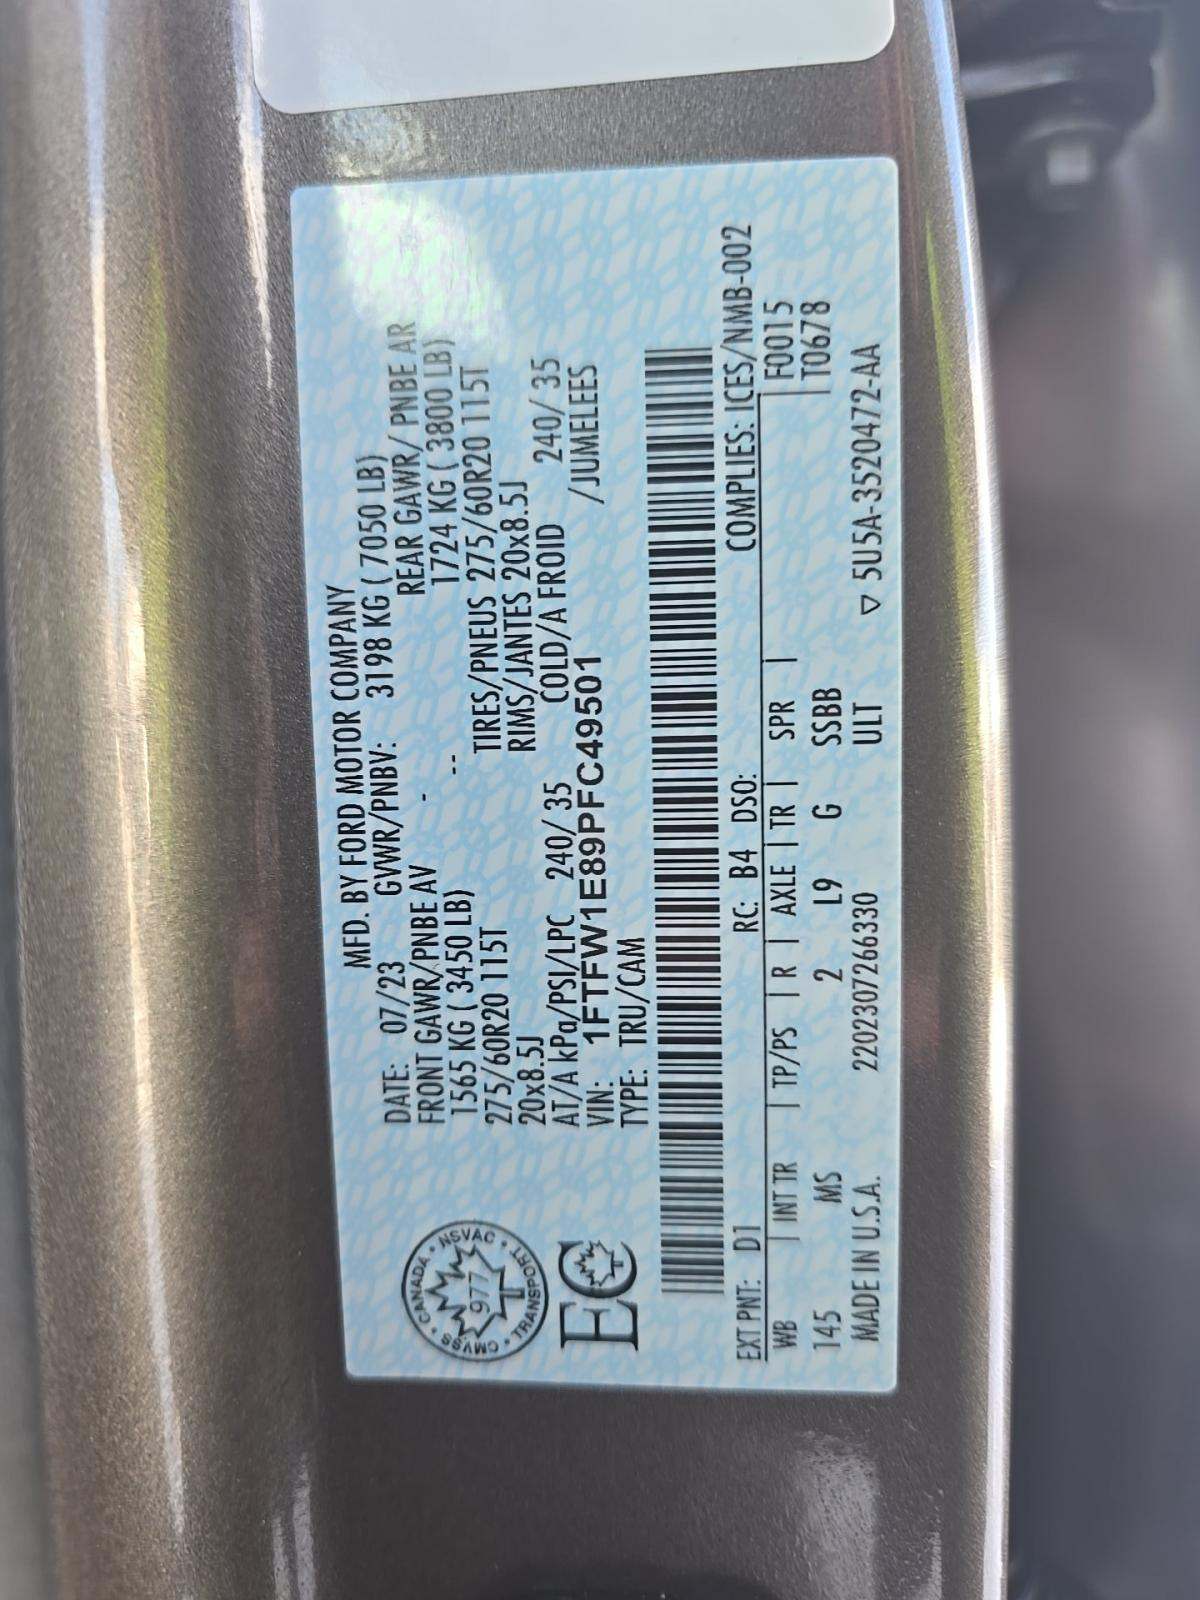 MFD. BY FORD MOTOR COMPANY
DATE: 07/23 GVWR/PNBV: 3198 KG ( 7050 LB)
FRONT GAWR/PNBE AV - REAR GAWR/ PNBE AR
1565 KG ( 3450 LB) -- 1724 KG ( 3800 LB)
275/60R20 115T TIRES/PNEUS 275/60R20 115T
20x8.5J RIMS/JANTES 20x8.5J
AT/A kPa/PSI/LPC 240/ 35 COLD/A FROID 240/ 35
VIN: 1FTFW1E89PFC49501 /JUMELEES
TYPE: TRU/CAM
CANADA • NSVAC • TRANSPORT • CMVSS •
977
EC
COMPLIES: ICES/NMB-002
EXT PNT: D1 RC: B4 DSO:
WB | INT TR | TP/PS | R | AXLE | TR | SPR | | F0015
145 MS 2 L9 G SSBB | T0678
MADE IN U.S.A. 220230726330 ULT ▽ 5U5A-3520472-AA